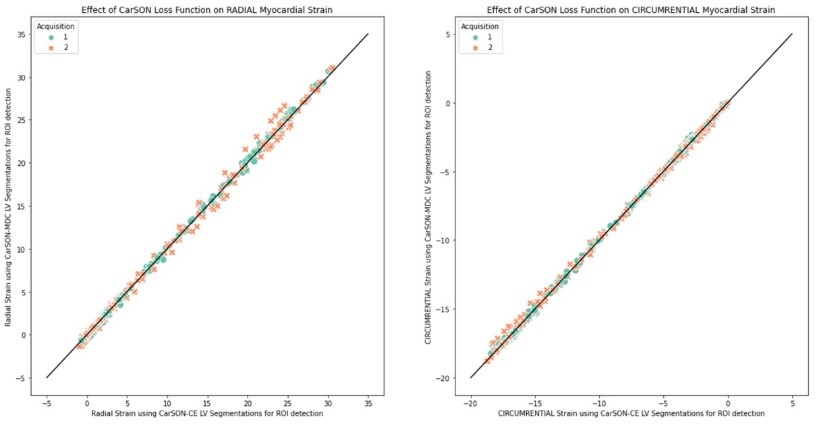 Effect of CarSON Loss Function on RADIAL Myocardial Strain
Acquisition
1
2
35
30
25
20
15
10
5
0
−5
Radial Strain using CarSON-MDC LV Segmentations for ROI detection
−5 0 5 10 15 20 25 30 35
Radial Strain using CarSON-CE LV Segmentations for ROI detection
Effect of CarSON Loss Function on CIRCUMRENTIAL Myocardial Strain
Acquisition
1
2
5
0
−5
−10
−15
−20
CIRCUMRENTIAL Strain using CarSON-MDC LV Segmentations for ROI detection
−20 −15 −10 −5 0 5
CIRCUMRENTIAL Strain using CarSON-CE LV Segmentations for ROI detection